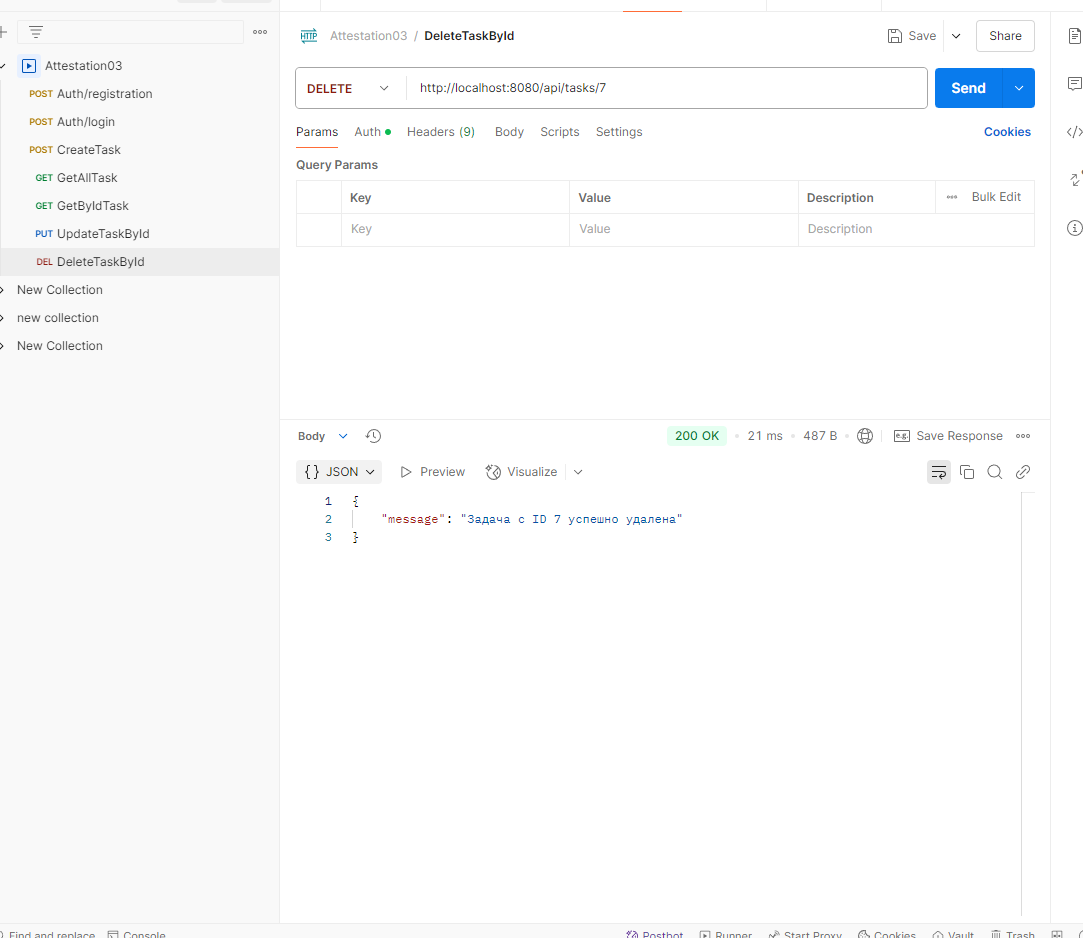 Attestation03 / DeleteTaskById
Save
Share
Attestation03
POST Auth/registration
POST Auth/login
POST CreateTask
GET GetAllTask
GET GetByIdTask
PUT UpdateTaskById
DEL DeleteTaskById
New Collection
new collection
New Collection
DELETE
http://localhost:8080/api/tasks/7
Send
Params Auth Headers (9) Body Scripts Settings
Cookies
Query Params
Key Value Description Bulk Edit
Key Value Description
Body
200 OK • 21 ms • 487 B
Save Response
{} JSON Preview Visualize
1 {
2 "message": "Задача с ID 7 успешно удалена"
3 }
Find and replace Console
Postbot Runner Start Proxy Cookies Vault Trash